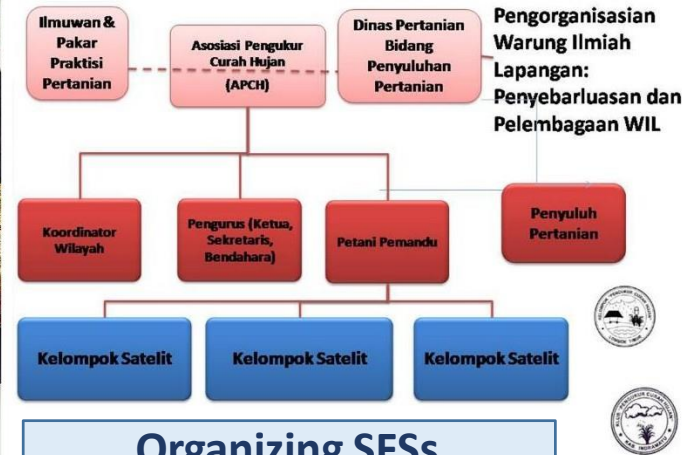 Ilmuwan &
Pakar
Praktisi
Pertanian
Asosiasi Pengukur
Curah Hujan
(APCH)
Dinas Pertanian
Bidang
Penyuluhan
Pertanian
Pengorganisasian
Warung Ilmiah
Lapangan:
Penyebarluasan dan
Pelembagaan WIL
Koordinator
Wilayah
Pengurus (Ketua,
Sekretaris,
Bendahara)
Petani Pemandu
Penyuluh
Pertanian
Kelompok Satelit
Kelompok Satelit
Kelompok Satelit
Organizing SFSs